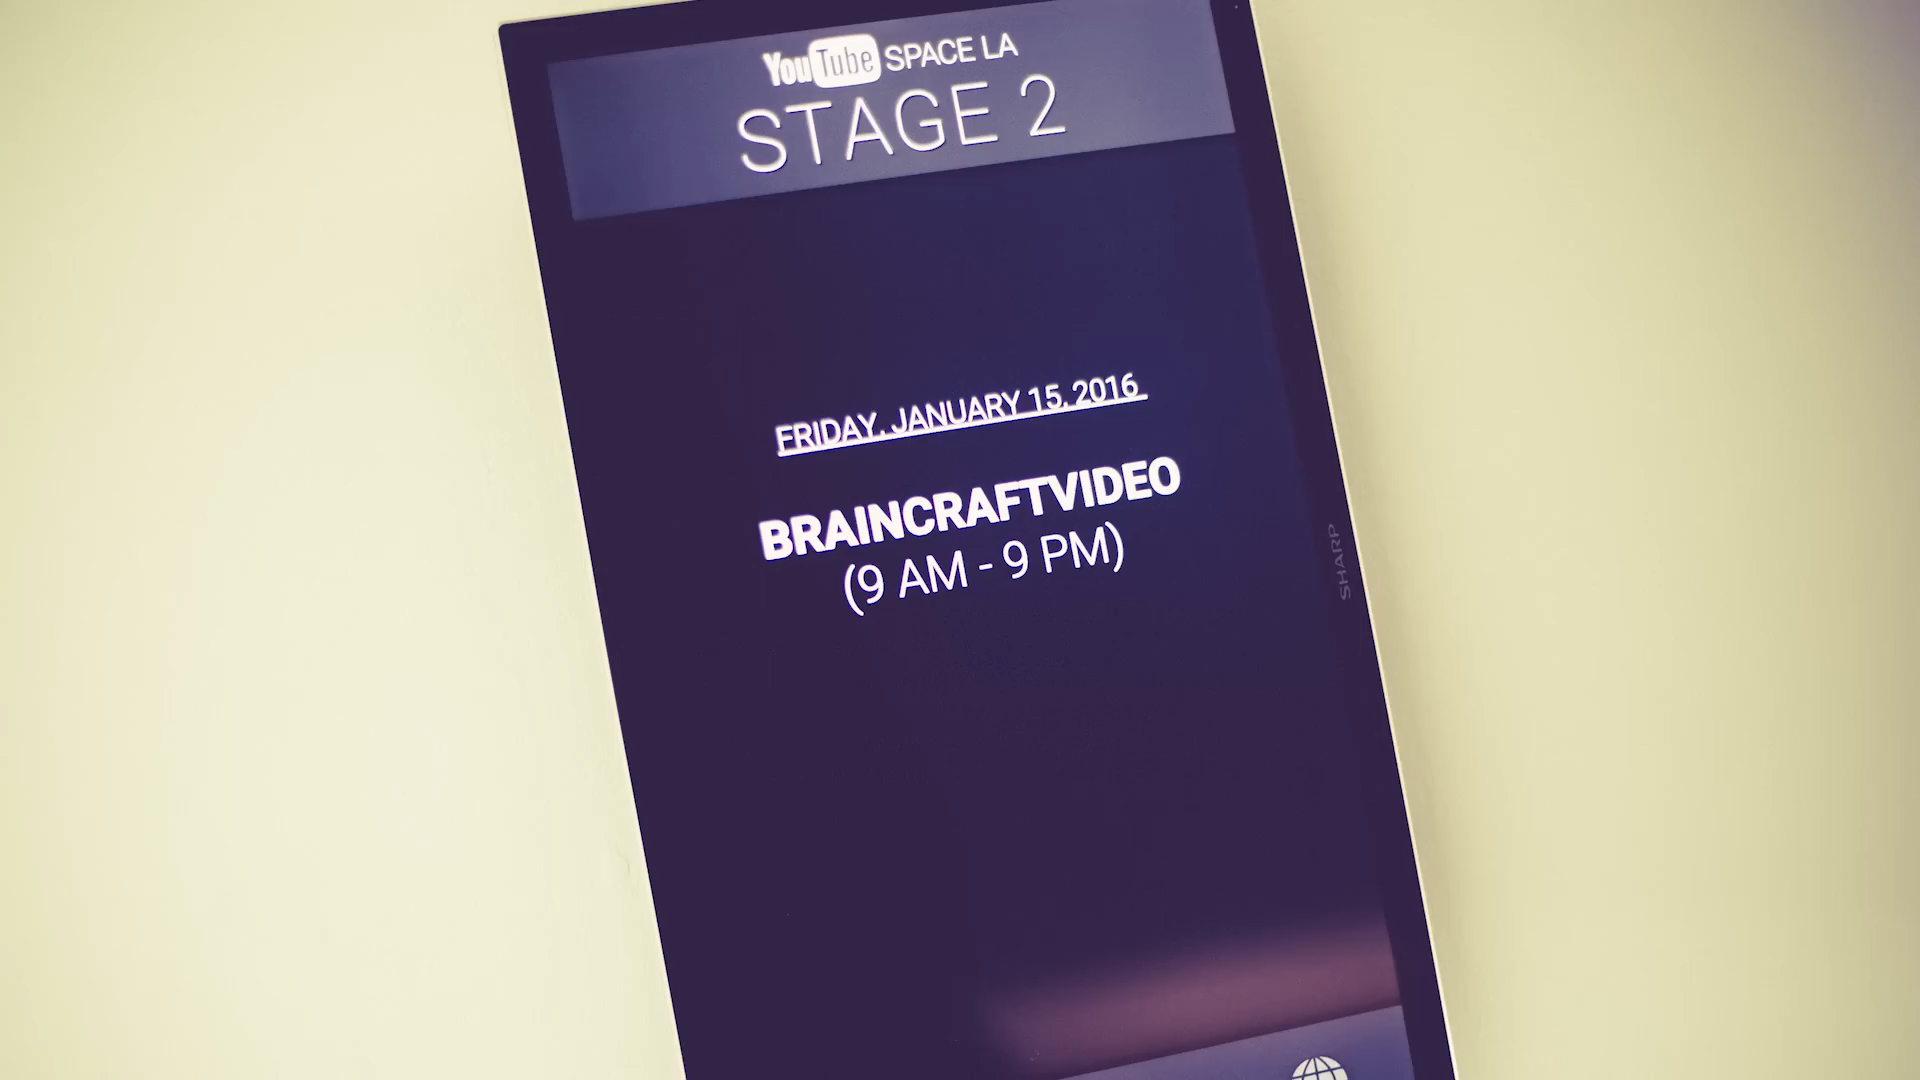 YouTube SPACE LA
STAGE 2
FRIDAY, JANUARY 15, 2016
BRAINCRAFTVIDEO
(9 AM - 9 PM)
SHARP